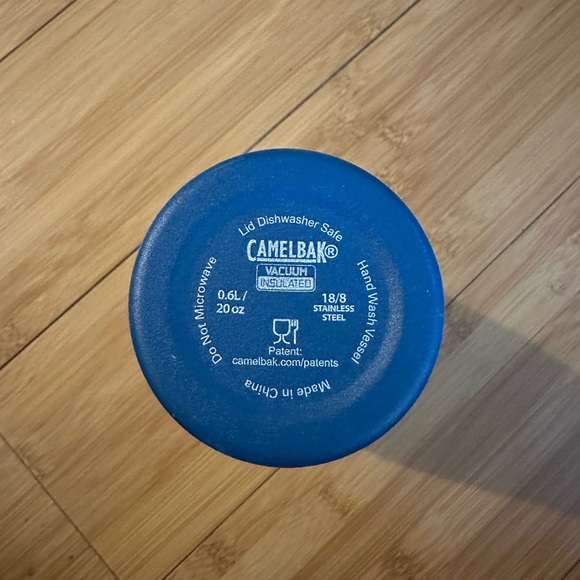 Lid Dishwasher Safe
CAMELBAK®
VACUUM
INSULATED
0.6L /
20 oz
18/8
STAINLESS
STEEL
Patent:
camelbak.com/patents
Do Not Microwave
Hand Wash Vessel
Made in China